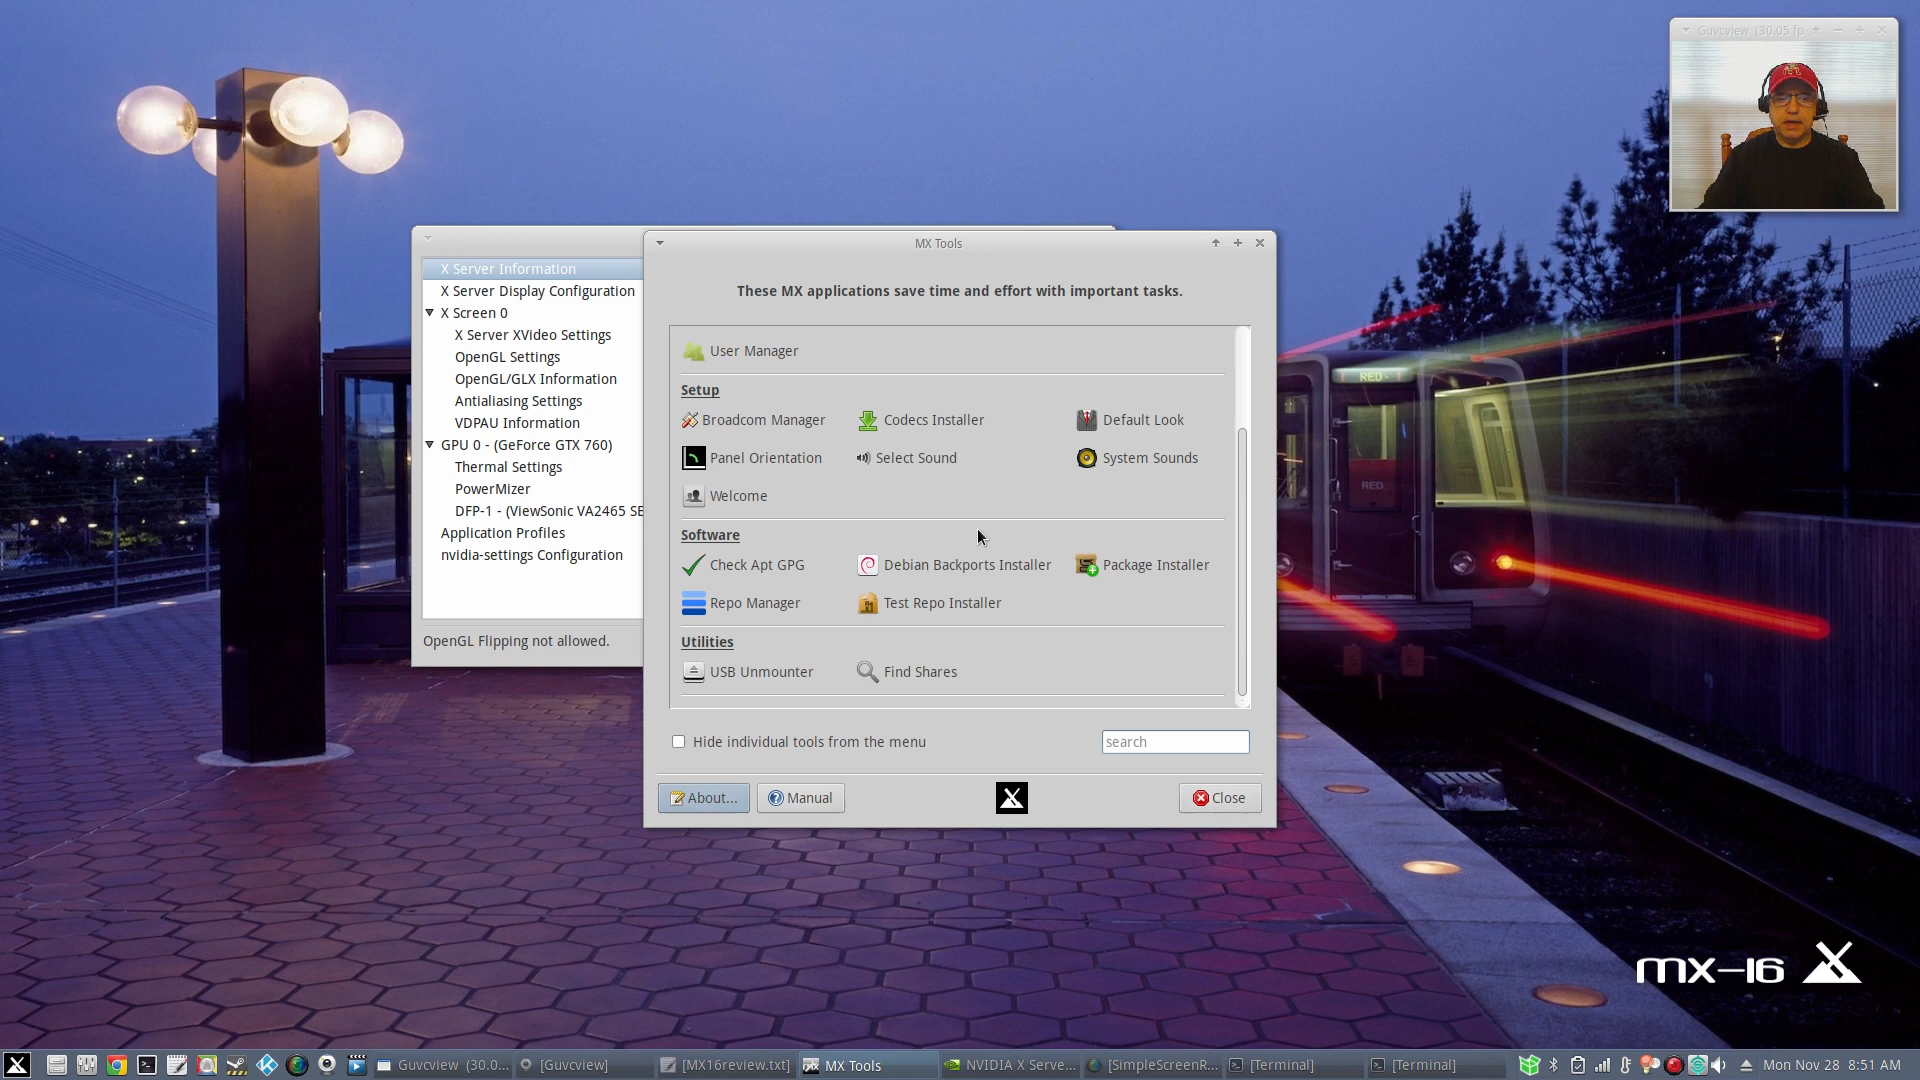 Guvcview (30.05 fp
MX Tools
These MX applications save time and effort with important tasks.
X Server Information
X Server Display Configuration
X Screen 0
X Server XVideo Settings
OpenGL Settings
OpenGL/GLX Information
Antialiasing Settings
VDPAU Information
GPU 0 - (GeForce GTX 760)
Thermal Settings
PowerMizer
DFP-1 - (ViewSonic VA2465 SE
Application Profiles
nvidia-settings Configuration
OpenGL Flipping not allowed.
User Manager
Setup
Broadcom Manager Codecs Installer Default Look
Panel Orientation Select Sound System Sounds
Welcome
Software
Check Apt GPG Debian Backports Installer Package Installer
Repo Manager Test Repo Installer
Utilities
USB Unmounter Find Shares
Hide individual tools from the menu search
About... Manual Close
RED
RED
mx-16
Guvcview (30.0... [Guvcview] [MX16review.txt] MX Tools NVIDIA X Serve... [SimpleScreenR... [Terminal] [Terminal] Mon Nov 28 8:51 AM